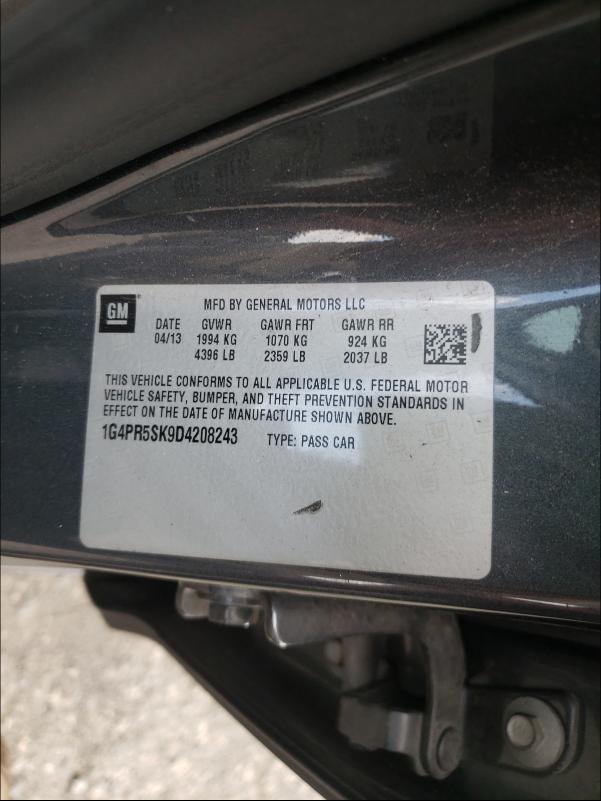 GM
MFD BY GENERAL MOTORS LLC
DATE GVWR GAWR FRT GAWR RR
04/13 1994 KG 1070 KG 924 KG
4396 LB 2359 LB 2037 LB
THIS VEHICLE CONFORMS TO ALL APPLICABLE U.S. FEDERAL MOTOR
VEHICLE SAFETY, BUMPER, AND THEFT PREVENTION STANDARDS IN
EFFECT ON THE DATE OF MANUFACTURE SHOWN ABOVE.
1G4PR5SK9D4208243 TYPE: PASS CAR